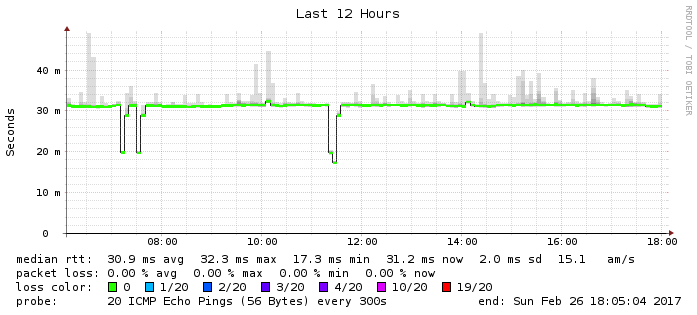 Last 12 Hours
RRDTOOL / TOBI OETIKER
Seconds
40 m
30 m
20 m
10 m
0
08:00 10:00 12:00 14:00 16:00 18:00
median rtt: 30.9 ms avg 32.3 ms max 17.3 ms min 31.2 ms now 2.0 ms sd 15.1 am/s
packet loss: 0.00 % avg 0.00 % max 0.00 % min 0.00 % now
loss color: 0 1/20 2/20 3/20 4/20 10/20 19/20
probe: 20 ICMP Echo Pings (56 Bytes) every 300s end: Sun Feb 26 18:05:04 2017